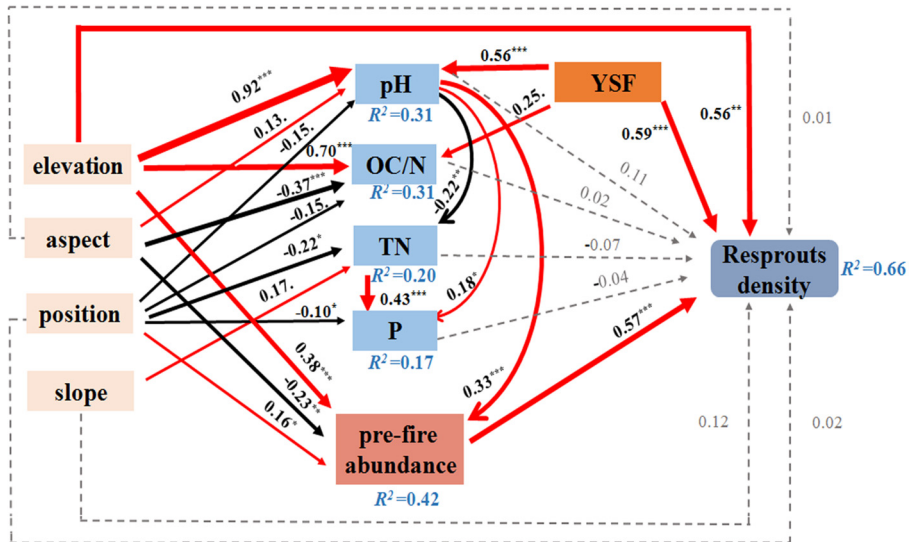 0.56***
YSF
0.92***
pH
R²=0.31
0.13.
-0.15.
0.25.
0.59***
0.56**
0.01
elevation
0.70***
OC/N
R²=0.31
-0.37***
-0.15.
-0.22**
0.11
0.02
aspect
-0.22*
TN
R²=0.20
-0.07
Resprouts
density
R²=0.66
0.17.
0.43***
0.18*
-0.04
position
-0.10*
P
R²=0.17
0.57***
slope
0.38***
-0.23**
0.16*
0.33***
0.12
0.02
pre-fire
abundance
R²=0.42